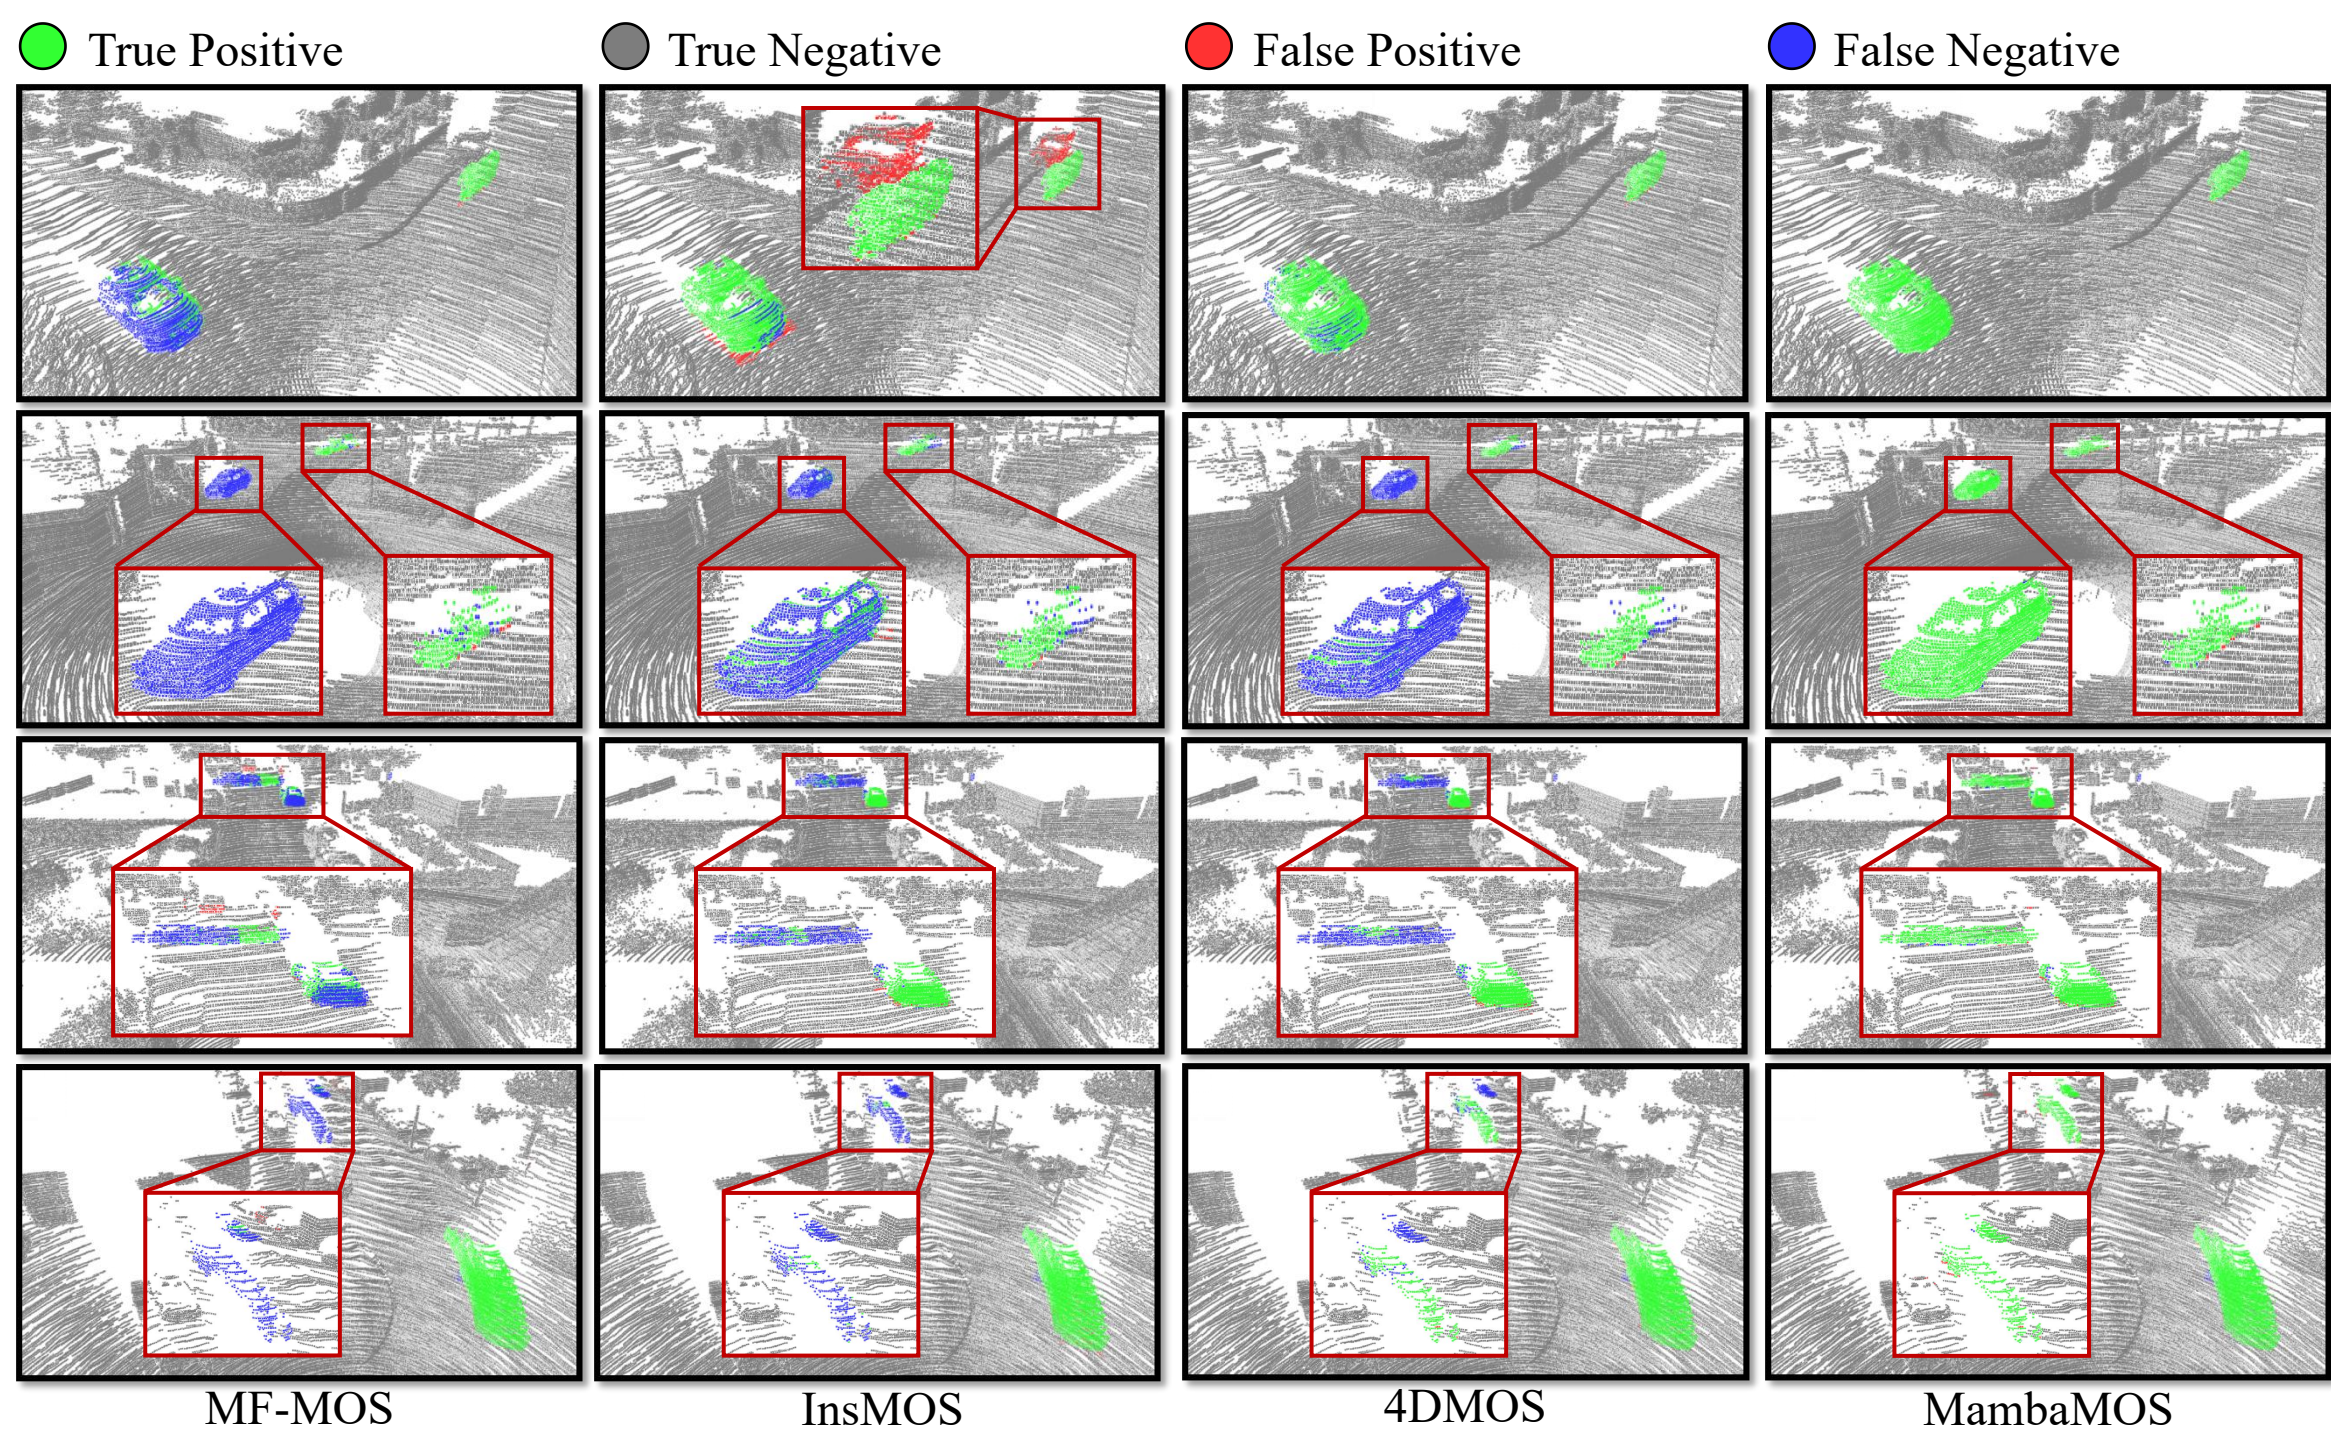 True Positive
True Negative
False Positive
False Negative
MF-MOS
InsMOS
4DMOS
MambaMOS